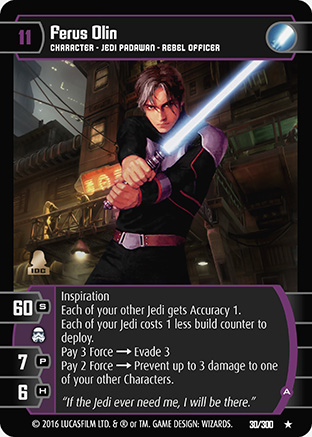 11
Ferus Olin
CHARACTER - JEDI PADAWAN - REBEL OFFICER
IDC
60 S
7 P
6 H
Inspiration
Each of your other Jedi gets Accuracy 1.
Each of your Jedi costs 1 less build counter to
deploy.
Pay 3 Force → Evade 3
Pay 2 Force → Prevent up to 3 damage to one
of your other Characters.
A
“If the Jedi ever need me, I will be there.”
© 2016 LUCASFILM LTD. & ® or TM. GAME DESIGN: WIZARDS.
30/300 ★